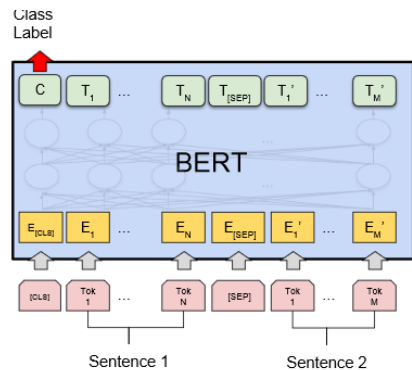 Class
Label
C T1 ... TN T[SEP] T1' ... TM'
...
BERT
...
E[CLS] E1 ... EN E[SEP] E1' ... EM'
[CLS] Tok 1 ... Tok N [SEP] Tok 1 ... Tok M
Sentence 1 Sentence 2